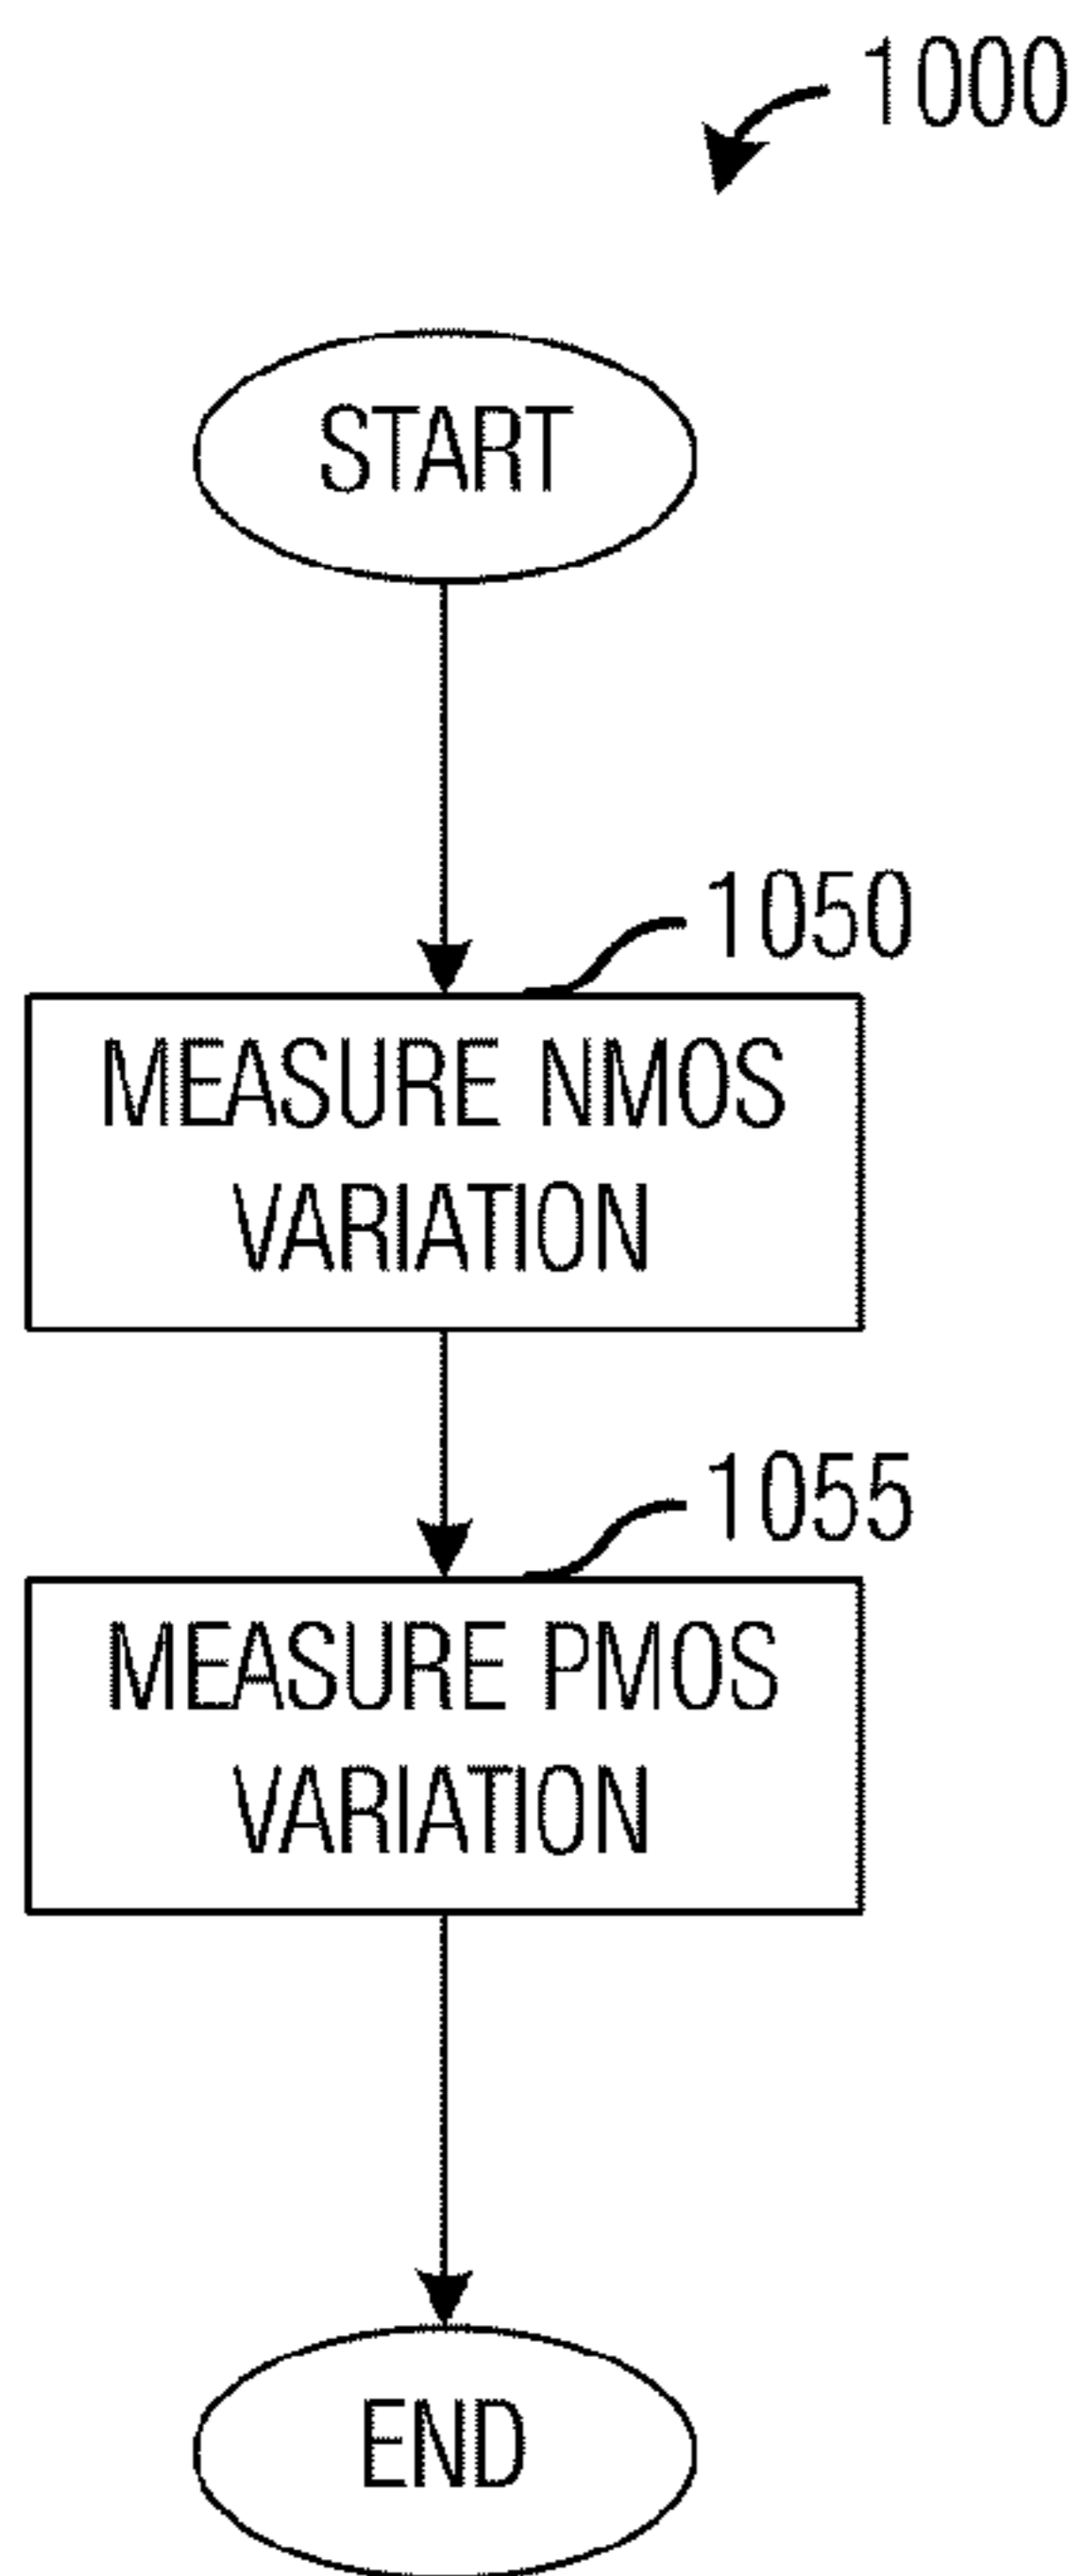 1000
START
1050
MEASURE NMOS
VARIATION
1055
MEASURE PMOS
VARIATION
END